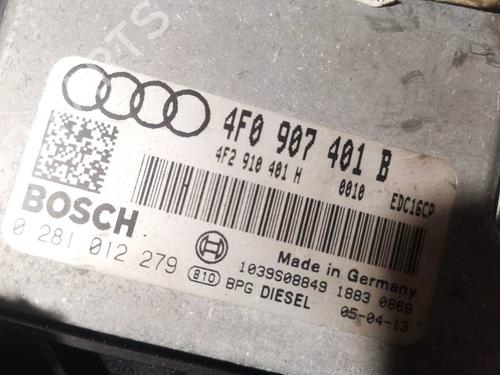 4F0 907 401 B
4F2 910 401 H 0010 EDC16CP
BOSCH
0 281 012 279
Made in Germany
1039S08849 1883 0868
810 BPG DIESEL 05-04-13